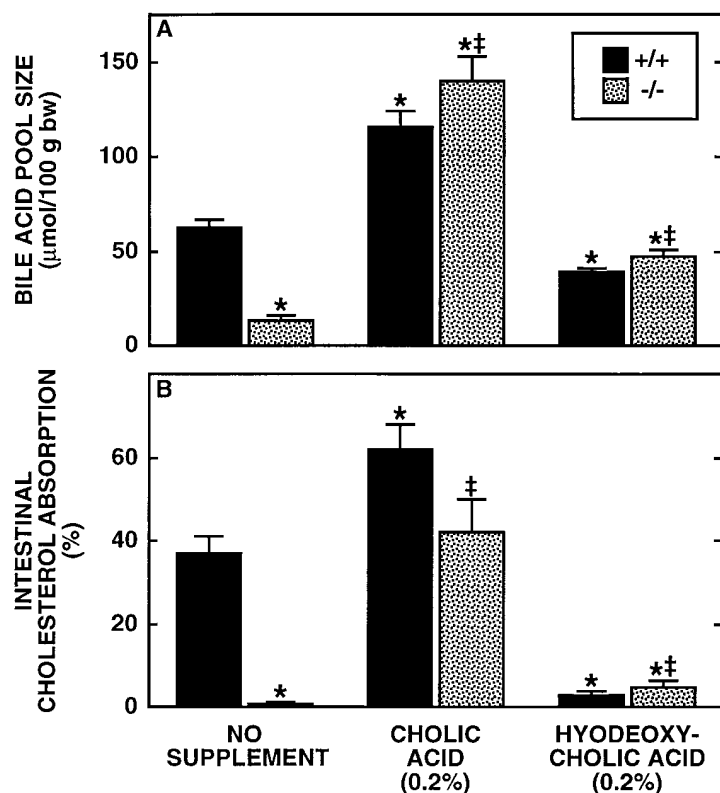 A
BILE ACID POOL SIZE
(μmol/100 g bw)
150
100
50
0
*
*
*‡
*
*‡
+/+
-/-
B
INTESTINAL
CHOLESTEROL ABSORPTION
(%)
60
40
20
0
*
*
‡
*
*‡
NO
SUPPLEMENT
CHOLIC
ACID
(0.2%)
HYODEOXY-
CHOLIC ACID
(0.2%)